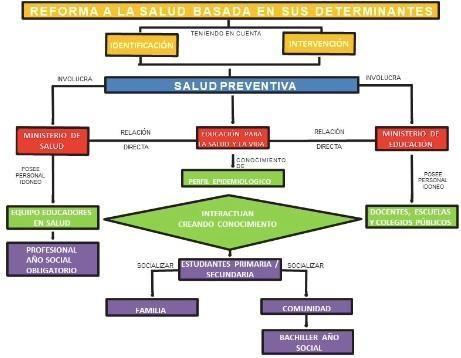 REFORMA A LA SALUD BASADA EN SUS DETERMINANTES
TENIENDO EN CUENTA
IDENTIFICACIÓN
INTERVENCIÓN
INVOLUCRA
INVOLUCRA
SALUD PREVENTIVA
MINISTERIO DE
SALUD
RELACIÓN
DIRECTA
EDUCACIÓN PARA
LA SALUD Y LA VIDA
RELACIÓN
DIRECTA
MINISTERIO DE
EDUCACIÓN
POSEE
PERSONAL
IDONEO
CONOCIMIENTO
DE
POSEE
PERSONAL
IDONEO
PERFIL EPIDEMIOLOGICO
EQUIPO EDUCADORES
EN SALUD
INTERACTUAN
CREANDO CONOCIMIENTO
DOCENTES, ESCUELAS
Y COLEGIOS PÚBLICOS
PROFESIONAL
AÑO SOCIAL
OBLIGATORIO
SOCIALIZAR
ESTUDIANTES PRIMARIA /
SECUNDARIA
SOCIALIZAR
FAMILIA
COMUNIDAD
BACHILLER AÑO
SOCIAL